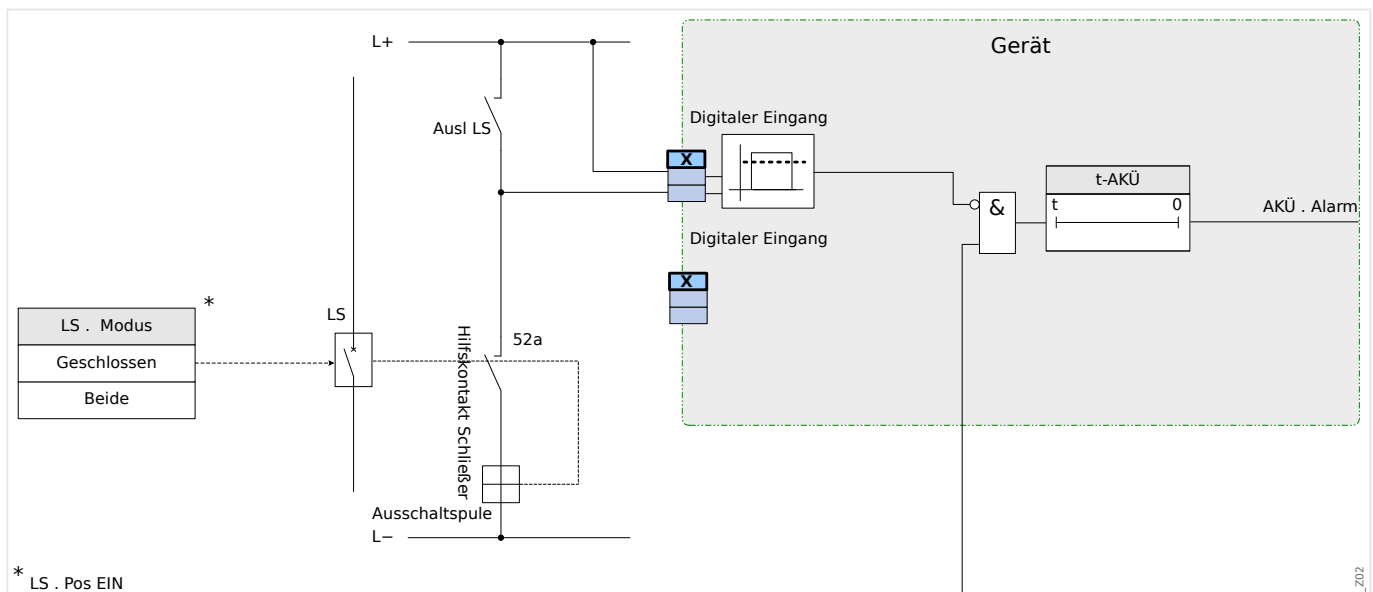 L+
Gerät
Digitaler Eingang
Ausl LS
X
t-AKÜ
t 0
&
AKÜ . Alarm
Digitaler Eingang
X
*
LS . Modus
Geschlossen
Beide
LS
52a
Hilfskontakt Schließer
Ausschaltspule
L−
* LS . Pos EIN
_Z02